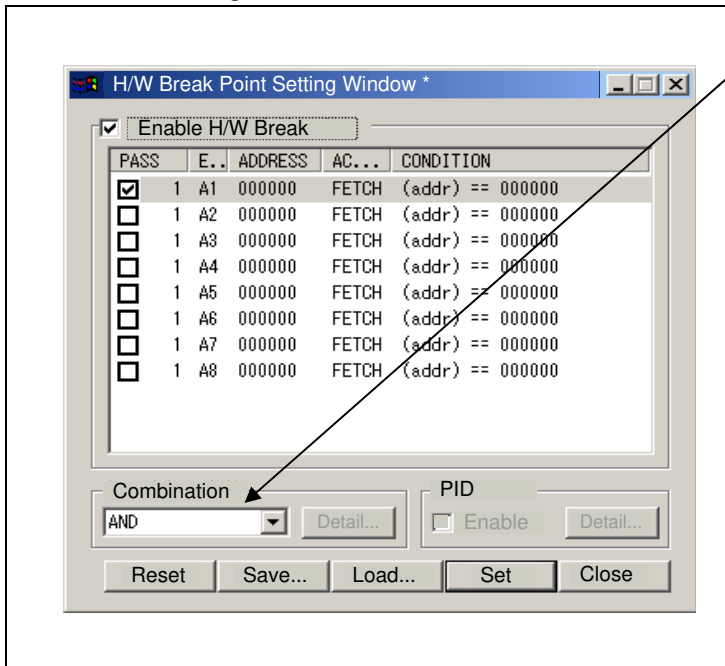 H/W Break Point Setting Window *
Enable H/W Break
PASS E.. ADDRESS AC... CONDITION
1 A1 000000 FETCH (addr) == 000000
1 A2 000000 FETCH (addr) == 000000
1 A3 000000 FETCH (addr) == 000000
1 A4 000000 FETCH (addr) == 000000
1 A5 000000 FETCH (addr) == 000000
1 A6 000000 FETCH (addr) == 000000
1 A7 000000 FETCH (addr) == 000000
1 A8 000000 FETCH (addr) == 000000
Combination PID
AND Detail... Enable Detail...
Reset Save... Load... Set Close